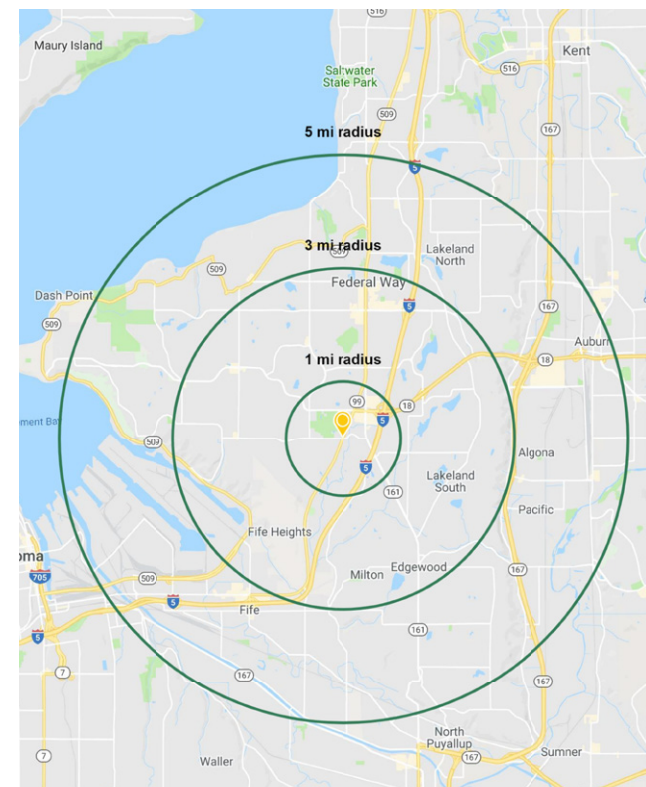 516
Maury Island
Kent
516
Saltwater
State Park
509
167
5 mi radius
5
3 mi radius
509
Lakeland
North
509
Federal Way
Dash Point
5
167
509
Auburn
1 mi radius
18
99
18
5
ment Bay
509
Algona
5
Lakeland
South
161
Pacific
Fife Heights
oma
167
705
509
Milton
Edgewood
5
Fife
161
5
7
167
167
North
Puyallup
7
Waller
Sumner
167